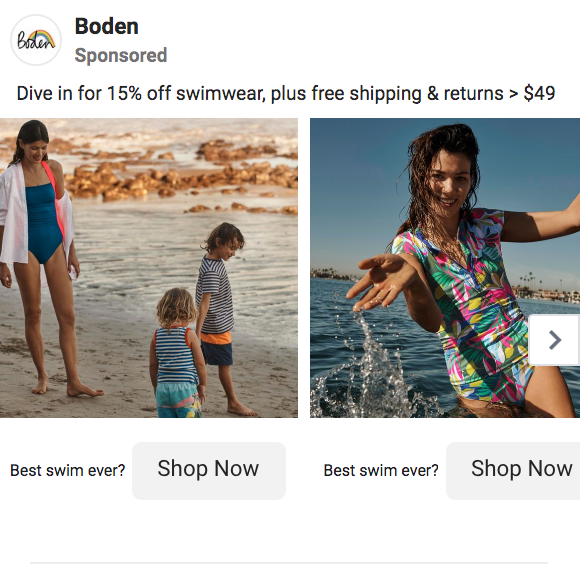 Boden
Boden
Sponsored
Dive in for 15% off swimwear, plus free shipping & returns > $49
Best swim ever?
Shop Now
Best swim ever?
Shop Now